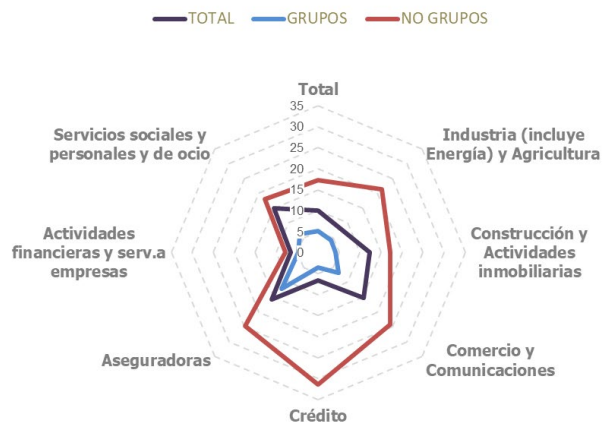 TOTAL GRUPOS NO GRUPOS
Total
35
30
25
20
15
10
5
0
Industria (incluye
Energía) y Agricultura
Construcción y
Actividades
inmobiliarias
Comercio y
Comunicaciones
Crédito
Aseguradoras
Actividades
financieras y serv.a
empresas
Servicios sociales y
personales y de ocio